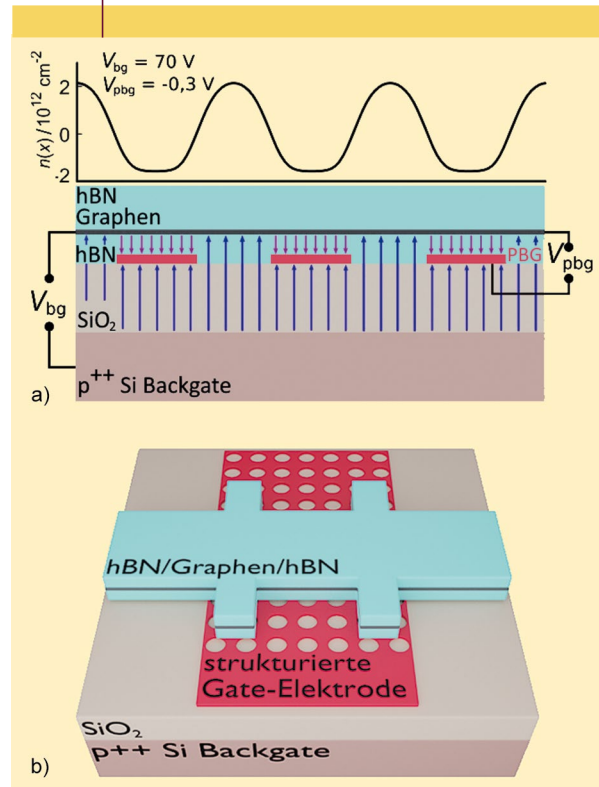 V_bg = 70 V
V_pbg = -0,3 V
n(x)/10^12 cm^-2
2
0
-2
hBN
Graphen
hBN
PBG
V_pbg
V_bg
SiO₂
p^++ Si Backgate
a)
hBN/Graphen/hBN
strukturierte
Gate-Elektrode
SiO₂
p++ Si Backgate
b)